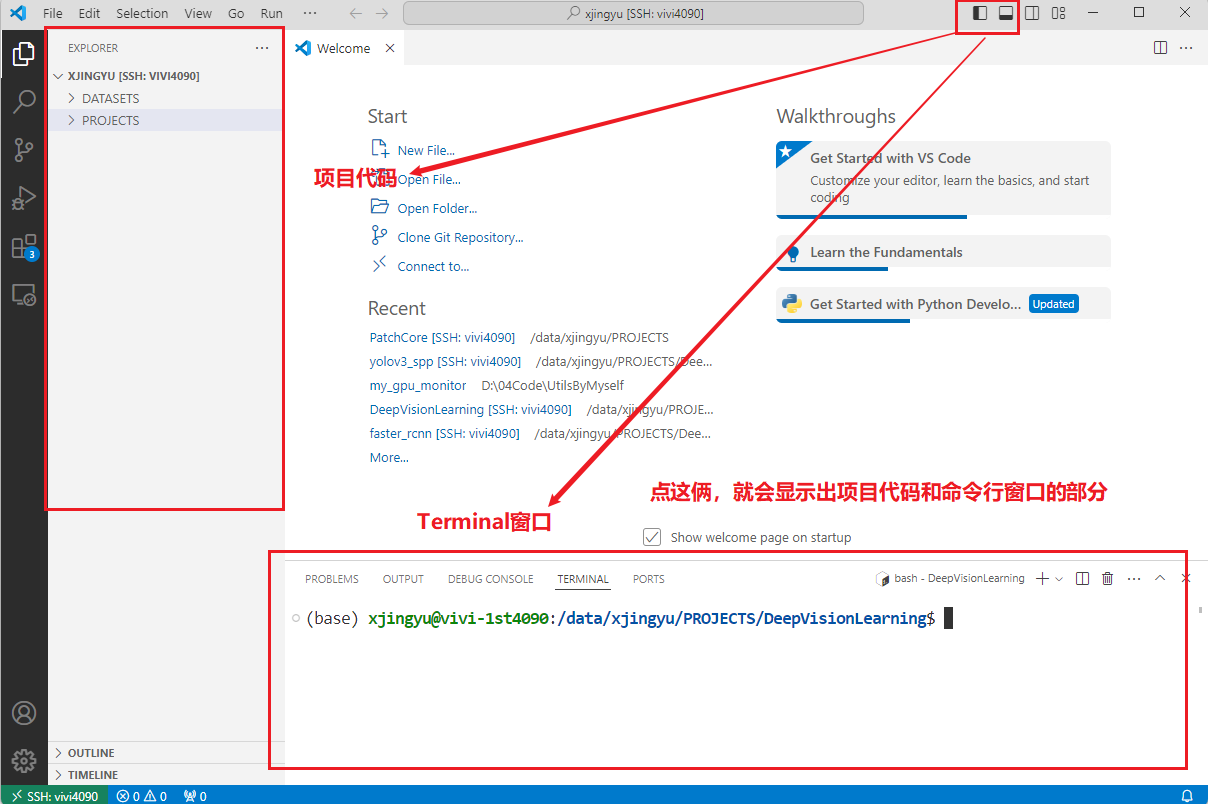 File Edit Selection View Go Run ···
xjingyu [SSH: vivi4090]
EXPLORER
XJINGYU [SSH: VIVI4090]
DATASETS
PROJECTS
OUTLINE
TIMELINE
3
Welcome
Start
New File...
Open File...
Open Folder...
Clone Git Repository...
Connect to...
项目代码
Recent
PatchCore [SSH: vivi4090] /data/xjingyu/PROJECTS
yolov3_spp [SSH: vivi4090] /data/xjingyu/PROJECTS/Dee...
my_gpu_monitor D:\04Code\UtilsByMyself
DeepVisionLearning [SSH: vivi4090] /data/xjingyu/PROJE...
faster_rcnn [SSH: vivi4090] /data/xjingyu/PROJECTS/Dee...
More...
Walkthroughs
Get Started with VS Code
Customize your editor, learn the basics, and start
coding
Learn the Fundamentals
Get Started with Python Develo... Updated
点这俩，就会显示出项目代码和命令行窗口的部分
Terminal窗口
Show welcome page on startup
PROBLEMS OUTPUT DEBUG CONSOLE TERMINAL PORTS
bash - DeepVisionLearning
(base) xjingyu@vivi-1st4090:/data/xjingyu/PROJECTS/DeepVisionLearning$
SSH: vivi4090 0 0 0